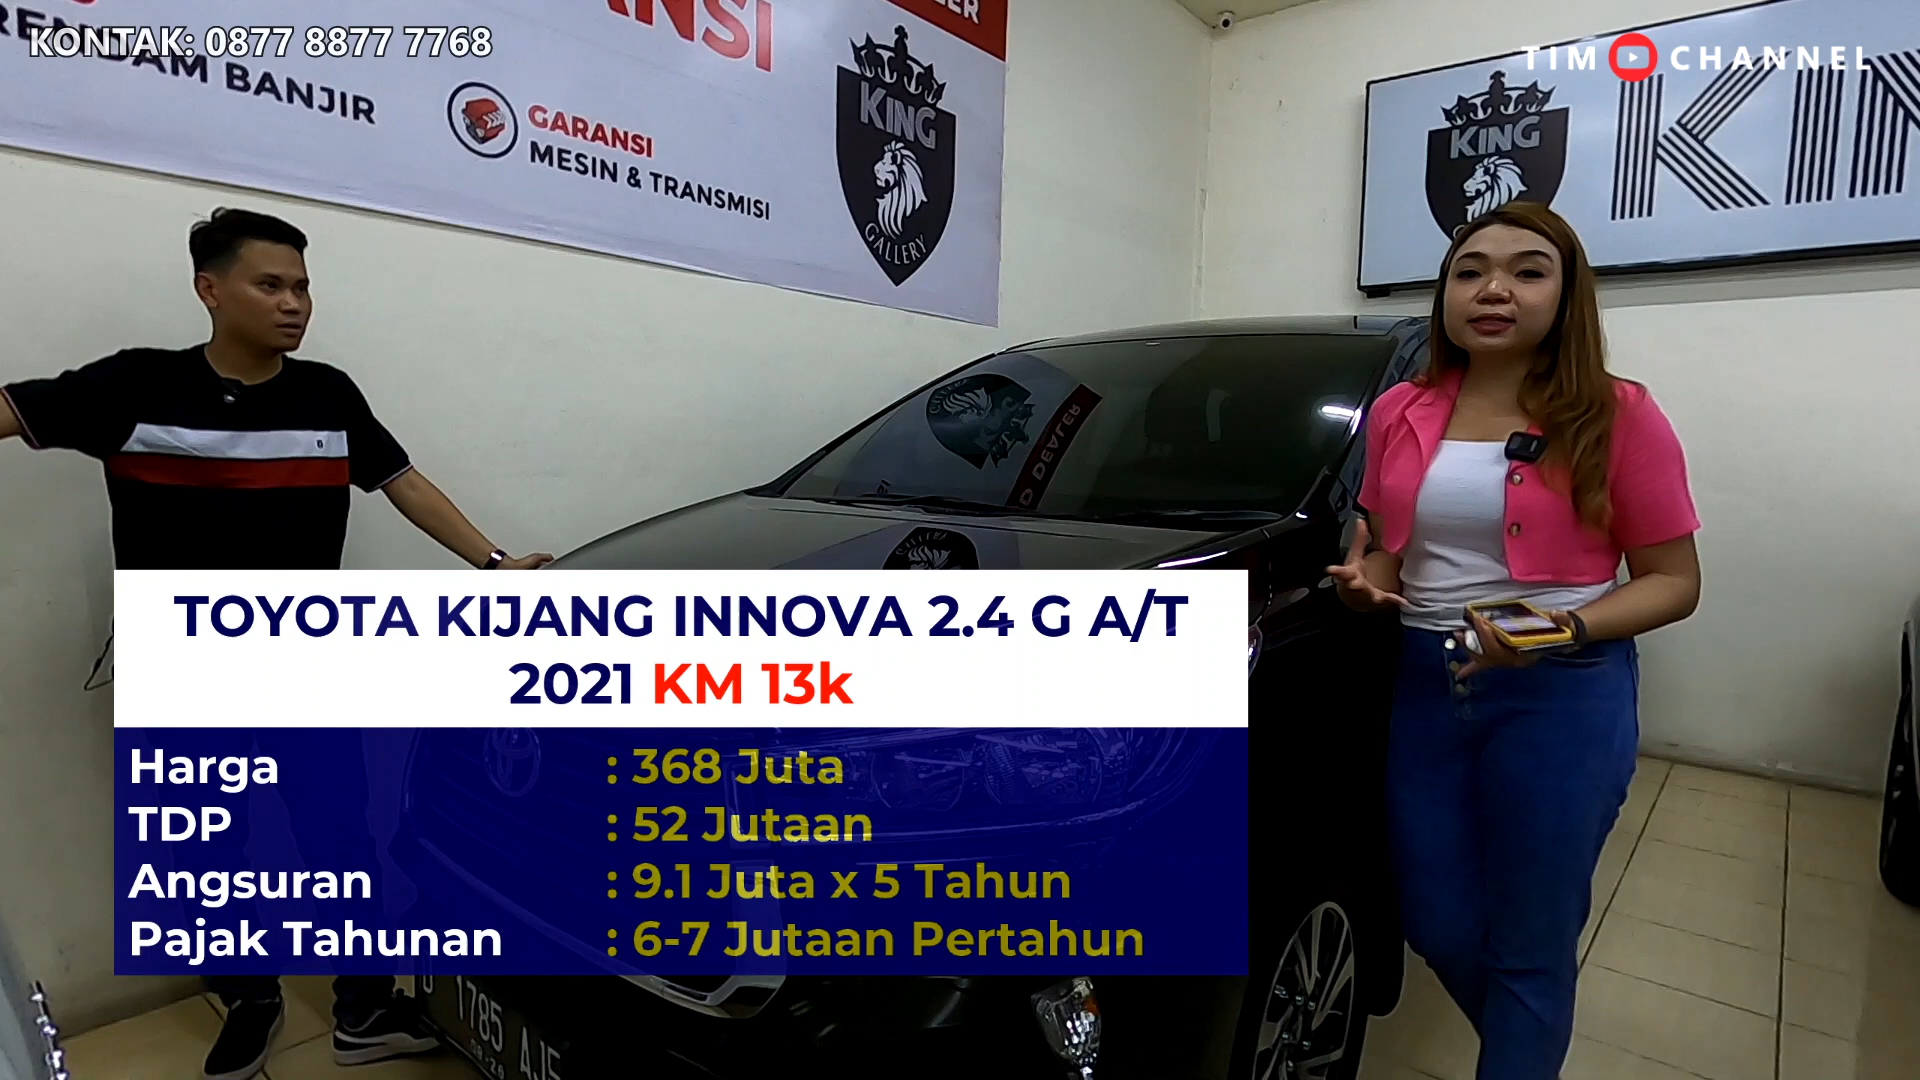 KONTAK: 0877 8877 7768
TIM CHANNEL
BANJIR
GARANSI
MESIN & TRANSMISI
KING
GALLERY
KING
TOYOTA KIJANG INNOVA 2.4 G A/T
2021 KM 13k
Harga : 368 Juta
TDP : 52 Jutaan
Angsuran : 9.1 Juta x 5 Tahun
Pajak Tahunan : 6-7 Jutaan Pertahun
1785